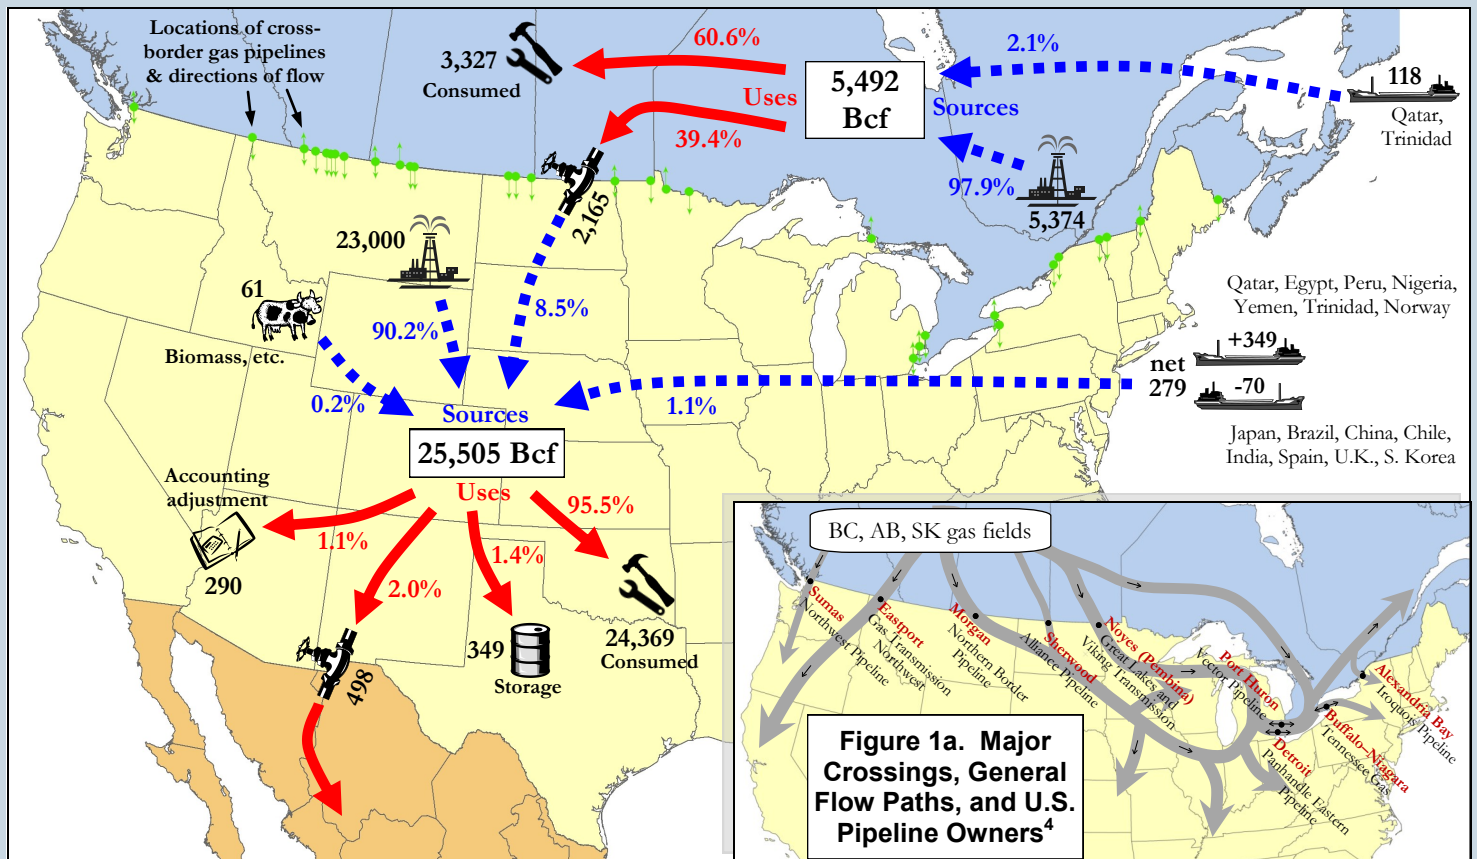 Locations of cross-
border gas pipelines
& directions of flow
3,327
Consumed
60.6%
Uses
39.4%
5,492
Bcf
2.1%
Sources
97.9%
5,374
118
Qatar,
Trinidad
2,165
8.5%
23,000
90.2%
61
Biomass, etc.
0.2%
Sources
25,505 Bcf
Uses
1.1%
Qatar, Egypt, Peru, Nigeria,
Yemen, Trinidad, Norway
+349
net
279
-70
Japan, Brazil, China, Chile,
India, Spain, U.K., S. Korea
Accounting
adjustment
290
1.1%
2.0%
498
1.4%
349
Storage
95.5%
24,369
Consumed
BC, AB, SK gas fields
Sumas
Northwest Pipeline
Eastport
Gas Transmission
Northwest
Morgan
Northern Border
Pipeline
Sherwood
Alliance Pipeline
Noyes (Pembina)
Great Lakes and
Viking Transmission
Port Huron
Vector Pipeline
Detroit
Panhandle Eastern
Pipeline
Buffalo–Niagara
Tennessee Gas
Pipeline
Alexandria Bay
Iroquois Pipeline
Figure 1a. Major
Crossings, General
Flow Paths, and U.S.
Pipeline Owners4